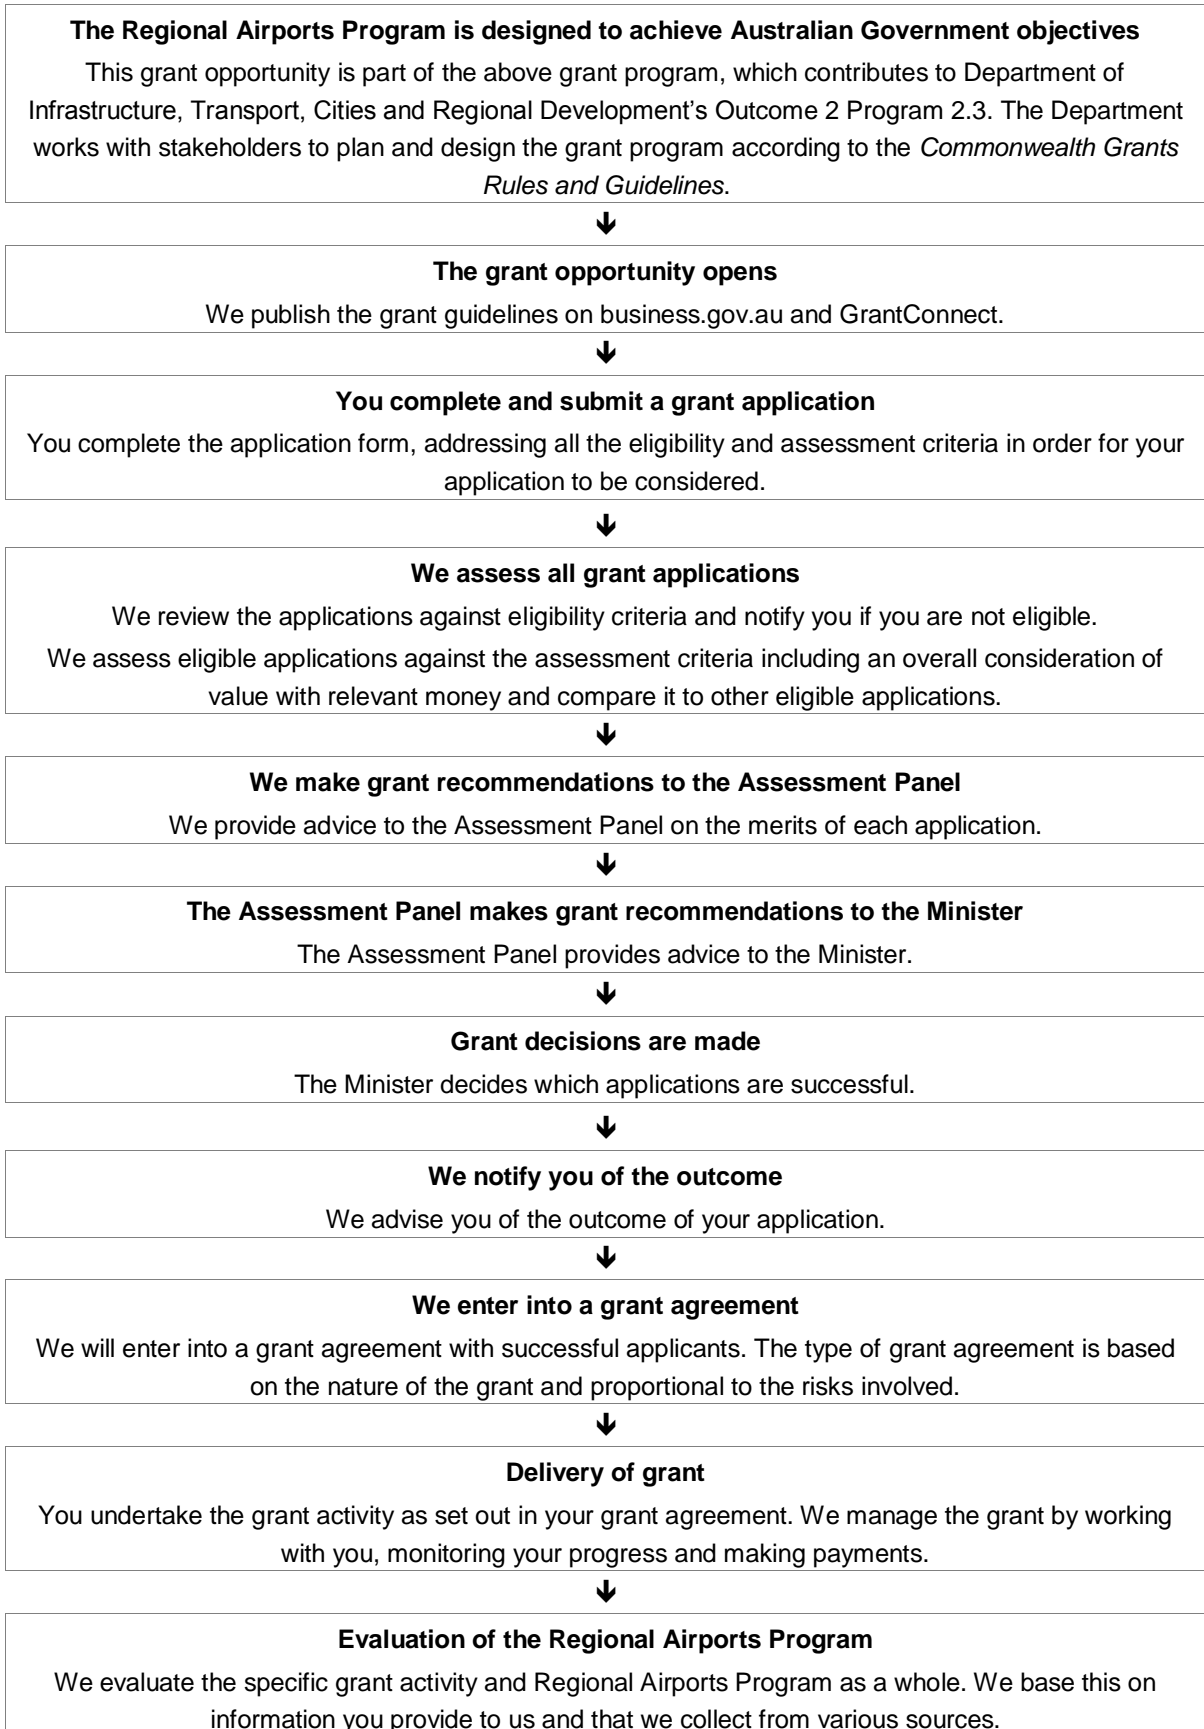 The Regional Airports Program is designed to achieve Australian Government objectives
This grant opportunity is part of the above grant program, which contributes to Department of
Infrastructure, Transport, Cities and Regional Development's Outcome 2 Program 2.3. The Department
works with stakeholders to plan and design the grant program according to the Commonwealth Grants
Rules and Guidelines.
🡻
The grant opportunity opens
We publish the grant guidelines on business.gov.au and GrantConnect.
🡻
You complete and submit a grant application
You complete the application form, addressing all the eligibility and assessment criteria in order for your
application to be considered.
🡻
We assess all grant applications
We review the applications against eligibility criteria and notify you if you are not eligible.
We assess eligible applications against the assessment criteria including an overall consideration of
value with relevant money and compare it to other eligible applications.
🡻
We make grant recommendations to the Assessment Panel
We provide advice to the Assessment Panel on the merits of each application.
🡻
The Assessment Panel makes grant recommendations to the Minister
The Assessment Panel provides advice to the Minister.
🡻
Grant decisions are made
The Minister decides which applications are successful.
🡻
We notify you of the outcome
We advise you of the outcome of your application.
🡻
We enter into a grant agreement
We will enter into a grant agreement with successful applicants. The type of grant agreement is based
on the nature of the grant and proportional to the risks involved.
🡻
Delivery of grant
You undertake the grant activity as set out in your grant agreement. We manage the grant by working
with you, monitoring your progress and making payments.
🡻
Evaluation of the Regional Airports Program
We evaluate the specific grant activity and Regional Airports Program as a whole. We base this on
information you provide to us and that we collect from various sources.